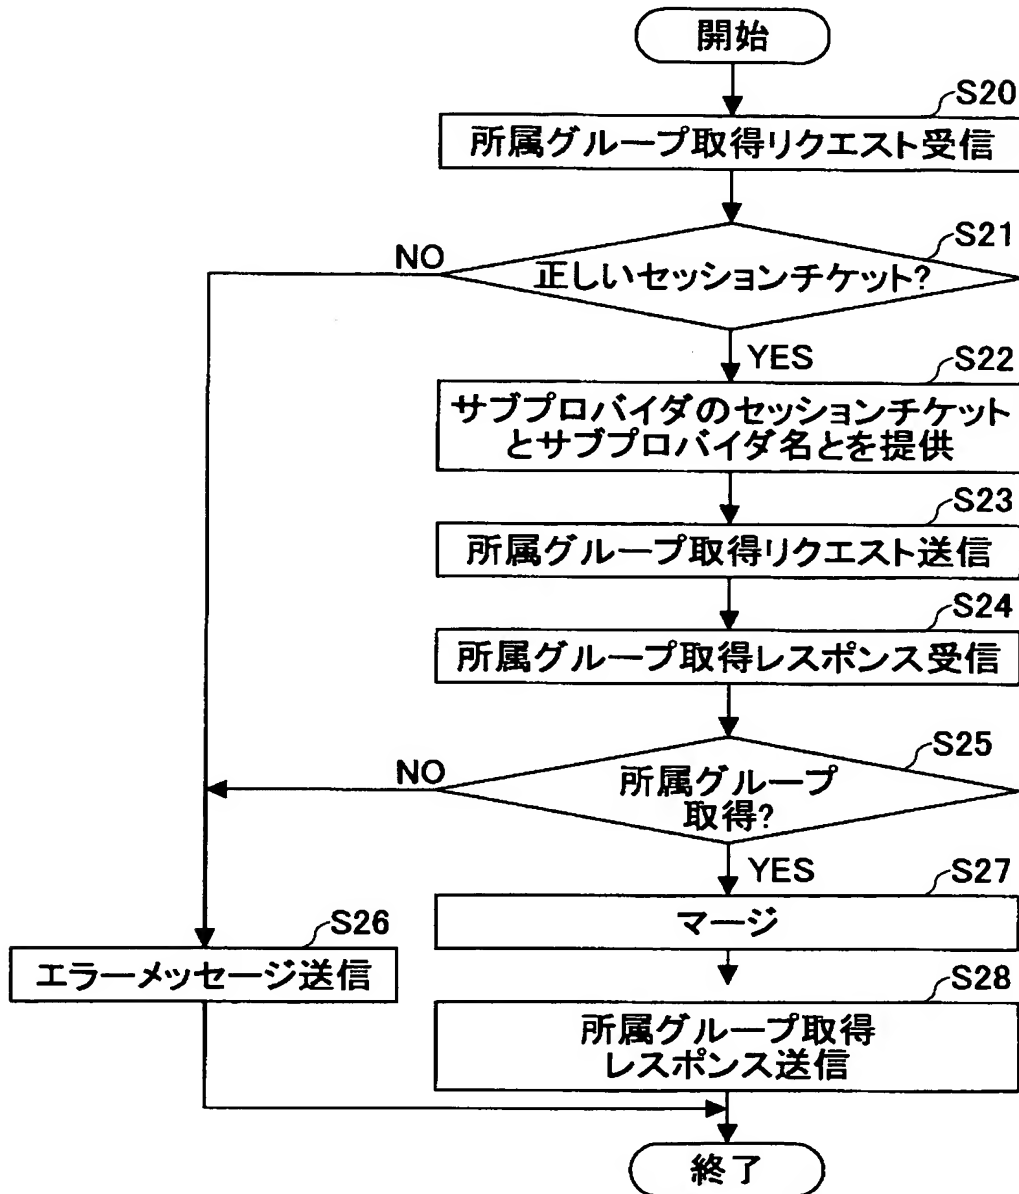 開始
S20
所属グループ取得リクエスト受信
S21
NO
正しいセッションチケット?
YES
S22
サブプロバイダのセッションチケット
とサブプロバイダ名とを提供
S23
所属グループ取得リクエスト送信
S24
所属グループ取得レスポンス受信
S25
NO
所属グループ
取得?
YES
S27
マージ
S26
エラーメッセージ送信
S28
所属グループ取得
レスポンス送信
終了